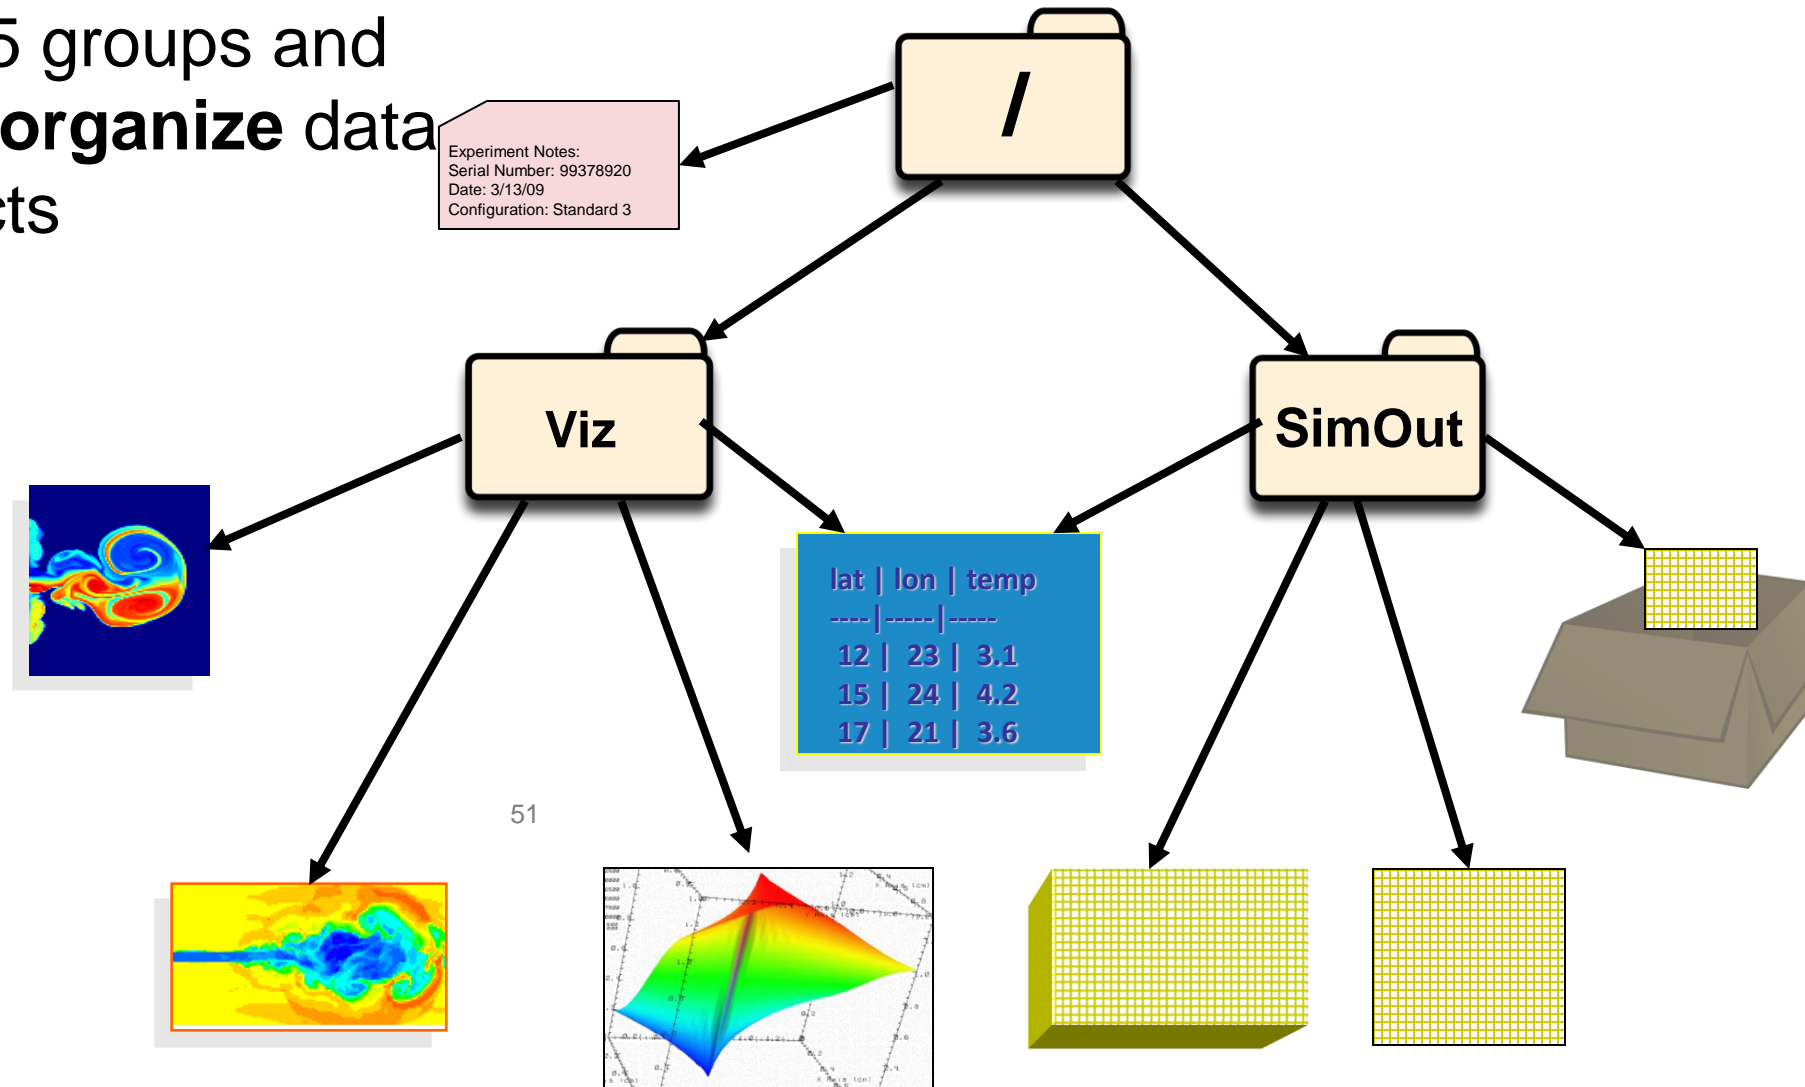 5 groups and
organize data
cts
/
Experiment Notes:
Serial Number: 99378920
Date: 3/13/09
Configuration: Standard 3
Viz
SimOut
lat | lon | temp
----|-----|-----
12 | 23 | 3.1
15 | 24 | 4.2
17 | 21 | 3.6
51